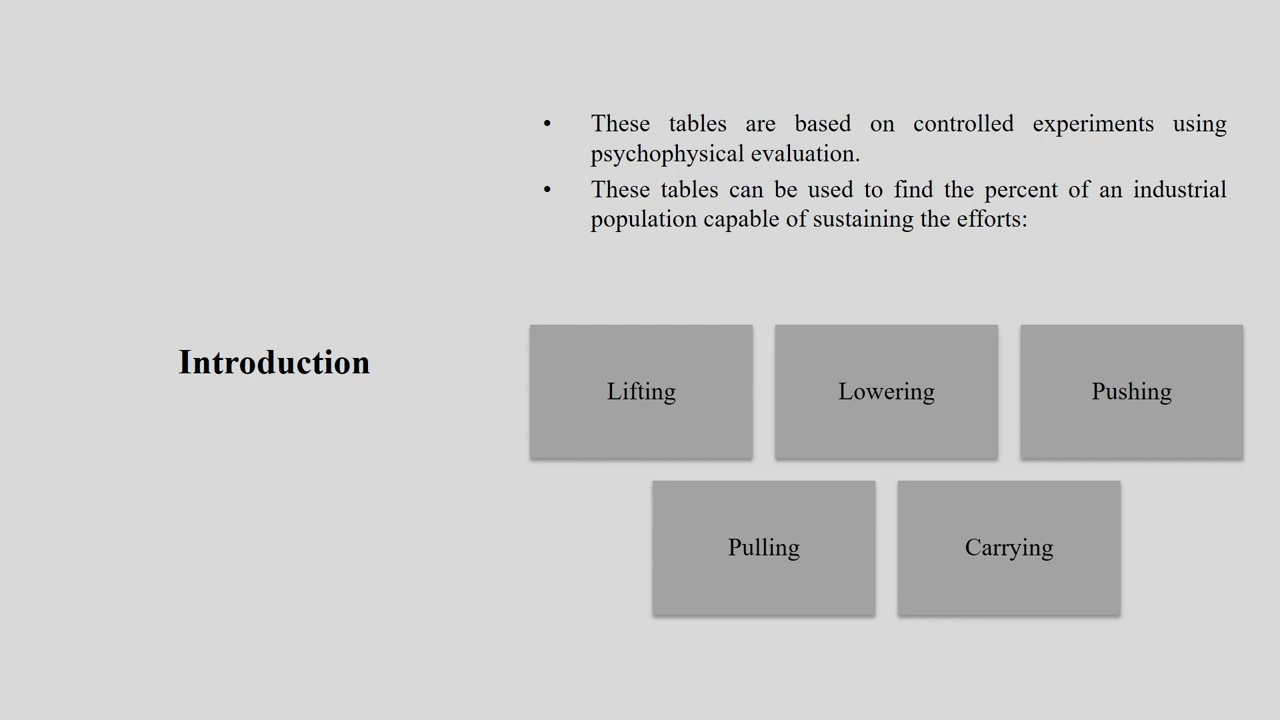 • These tables are based on controlled experiments using
psychophysical evaluation.
• These tables can be used to find the percent of an industrial
population capable of sustaining the efforts:
Introduction
Lifting
Lowering
Pushing
Pulling
Carrying